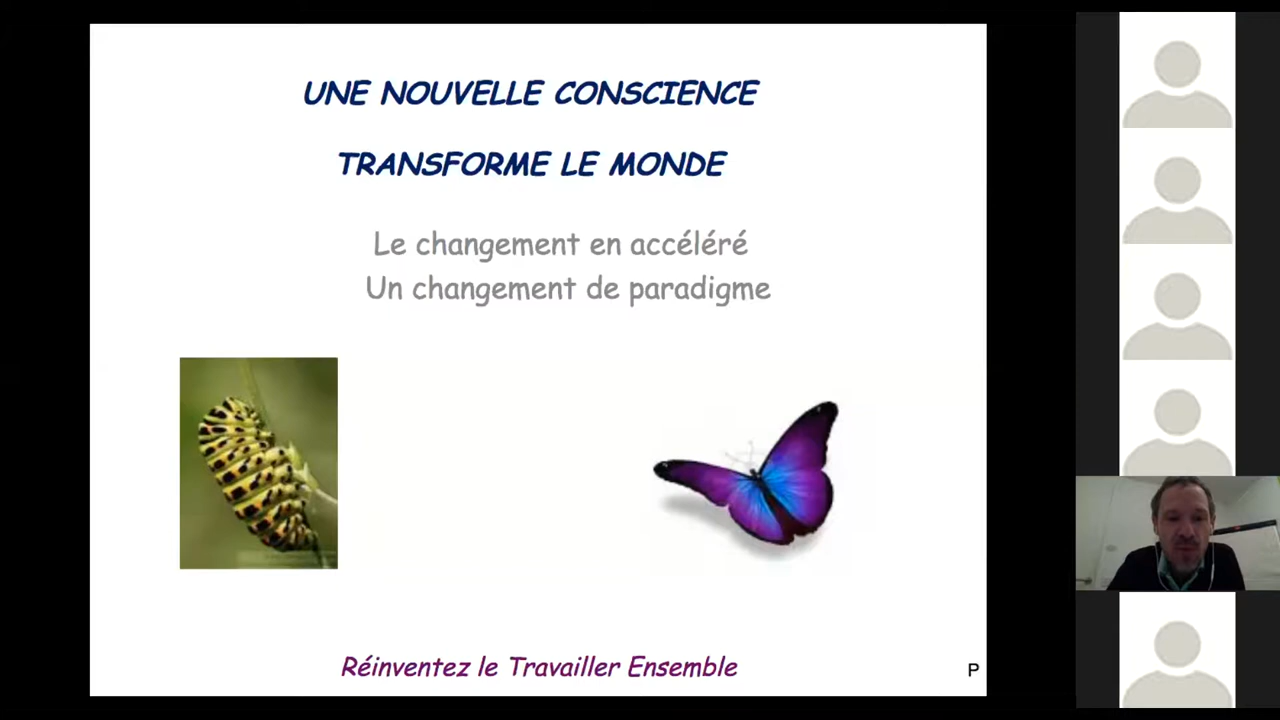 UNE NOUVELLE CONSCIENCE
TRANSFORME LE MONDE
Le changement en accéléré
Un changement de paradigme
Réinventez le Travailler Ensemble
P